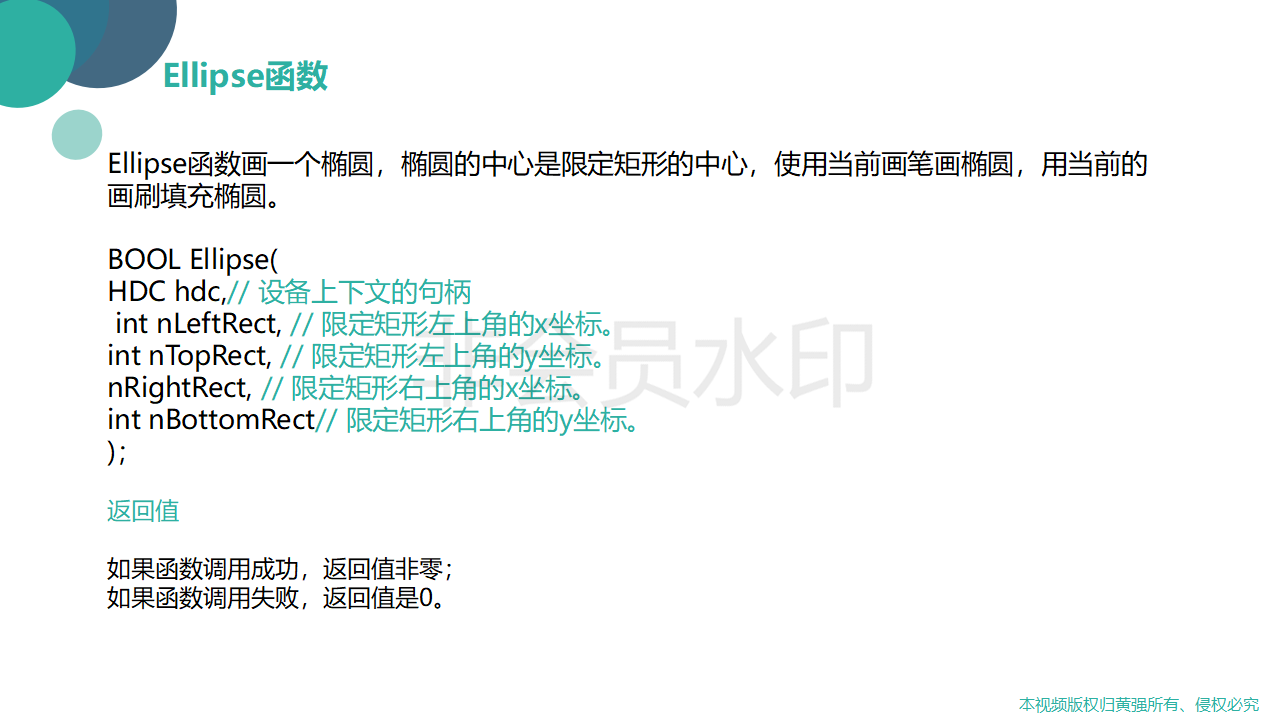 Ellipse函数
Ellipse函数画一个椭圆，椭圆的中心是限定矩形的中心，使用当前画笔画椭圆，用当前的
画刷填充椭圆。
BOOL Ellipse(
HDC hdc,// 设备上下文的句柄
int nLeftRect, // 限定矩形左上角的x坐标。
int nTopRect, // 限定矩形左上角的y坐标。
nRightRect, // 限定矩形右上角的x坐标。
int nBottomRect// 限定矩形右上角的y坐标。
);
非会员水印
返回值
如果函数调用成功，返回值非零；
如果函数调用失败，返回值是0。
本视频版权归黄强所有、侵权必究